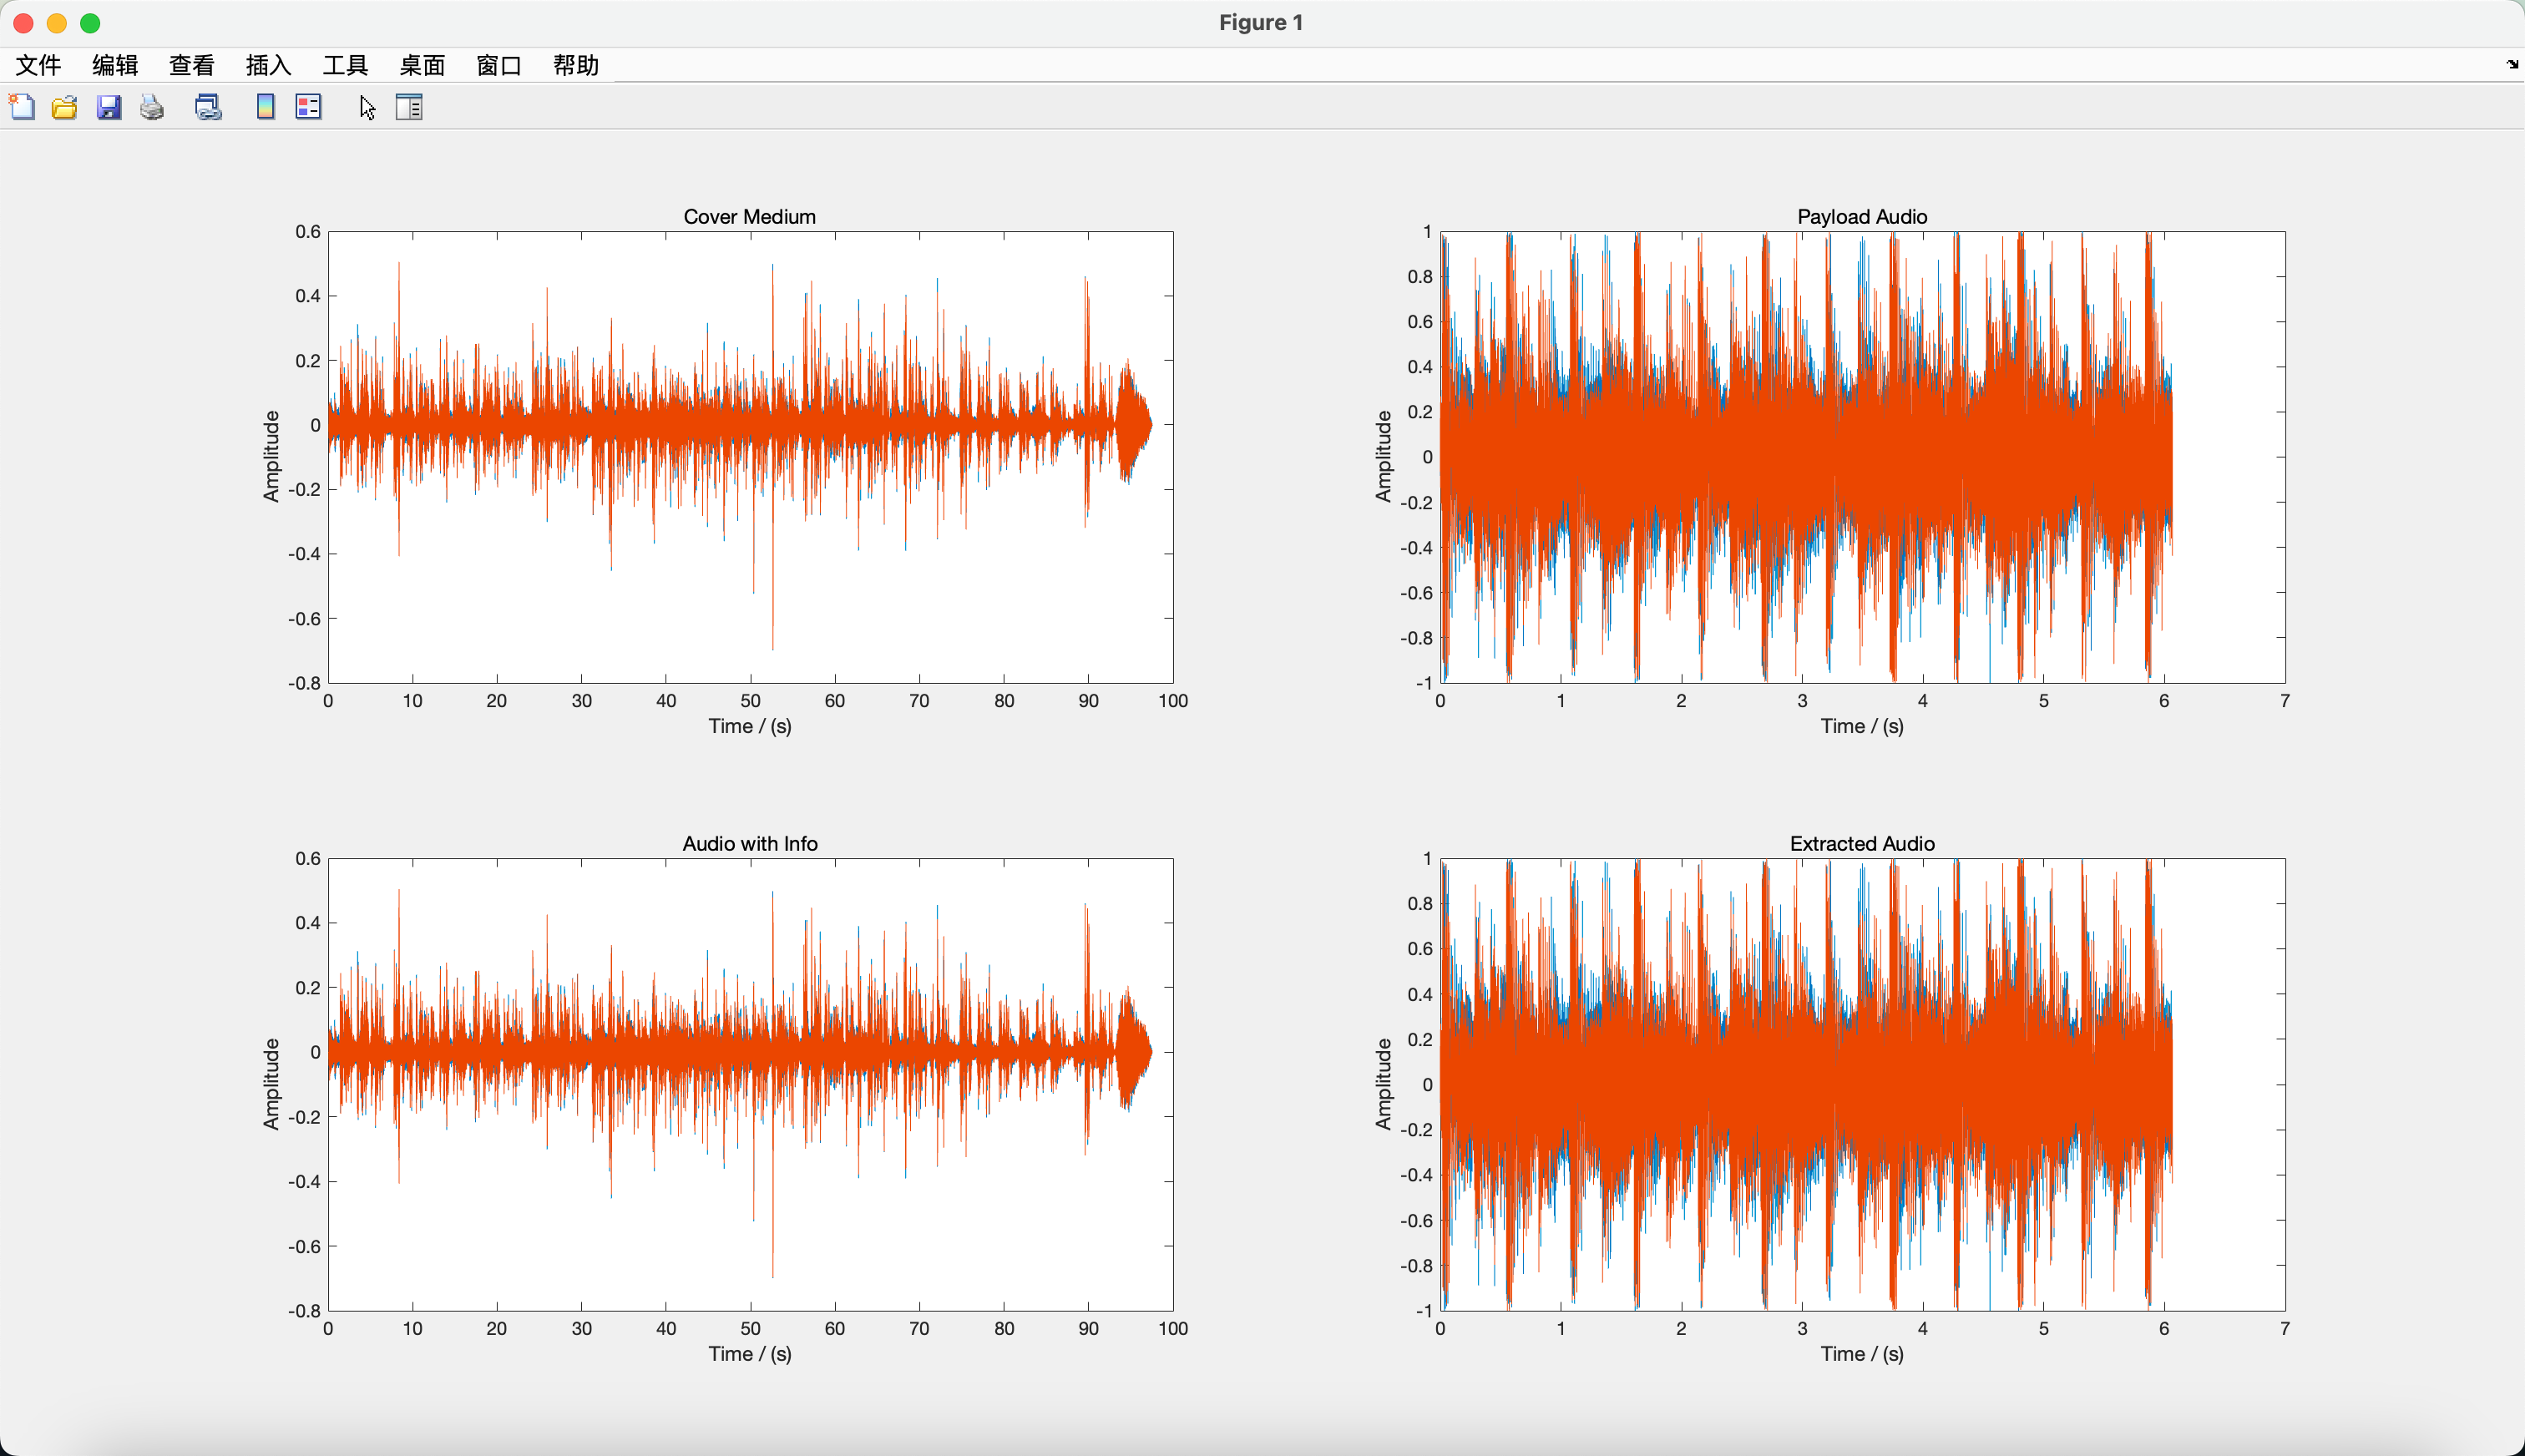 Figure 1
文件 编辑 查看 插入 工具 桌面 窗口 帮助
Cover Medium
0.6
0.4
0.2
0
-0.2
-0.4
-0.6
-0.8
Amplitude
0 10 20 30 40 50 60 70 80 90 100
Time / (s)
Payload Audio
1
0.8
0.6
0.4
0.2
0
-0.2
-0.4
-0.6
-0.8
-1
Amplitude
0 1 2 3 4 5 6 7
Time / (s)
Audio with Info
0.6
0.4
0.2
0
-0.2
-0.4
-0.6
-0.8
Amplitude
0 10 20 30 40 50 60 70 80 90 100
Time / (s)
Extracted Audio
1
0.8
0.6
0.4
0.2
0
-0.2
-0.4
-0.6
-0.8
-1
Amplitude
0 1 2 3 4 5 6 7
Time / (s)